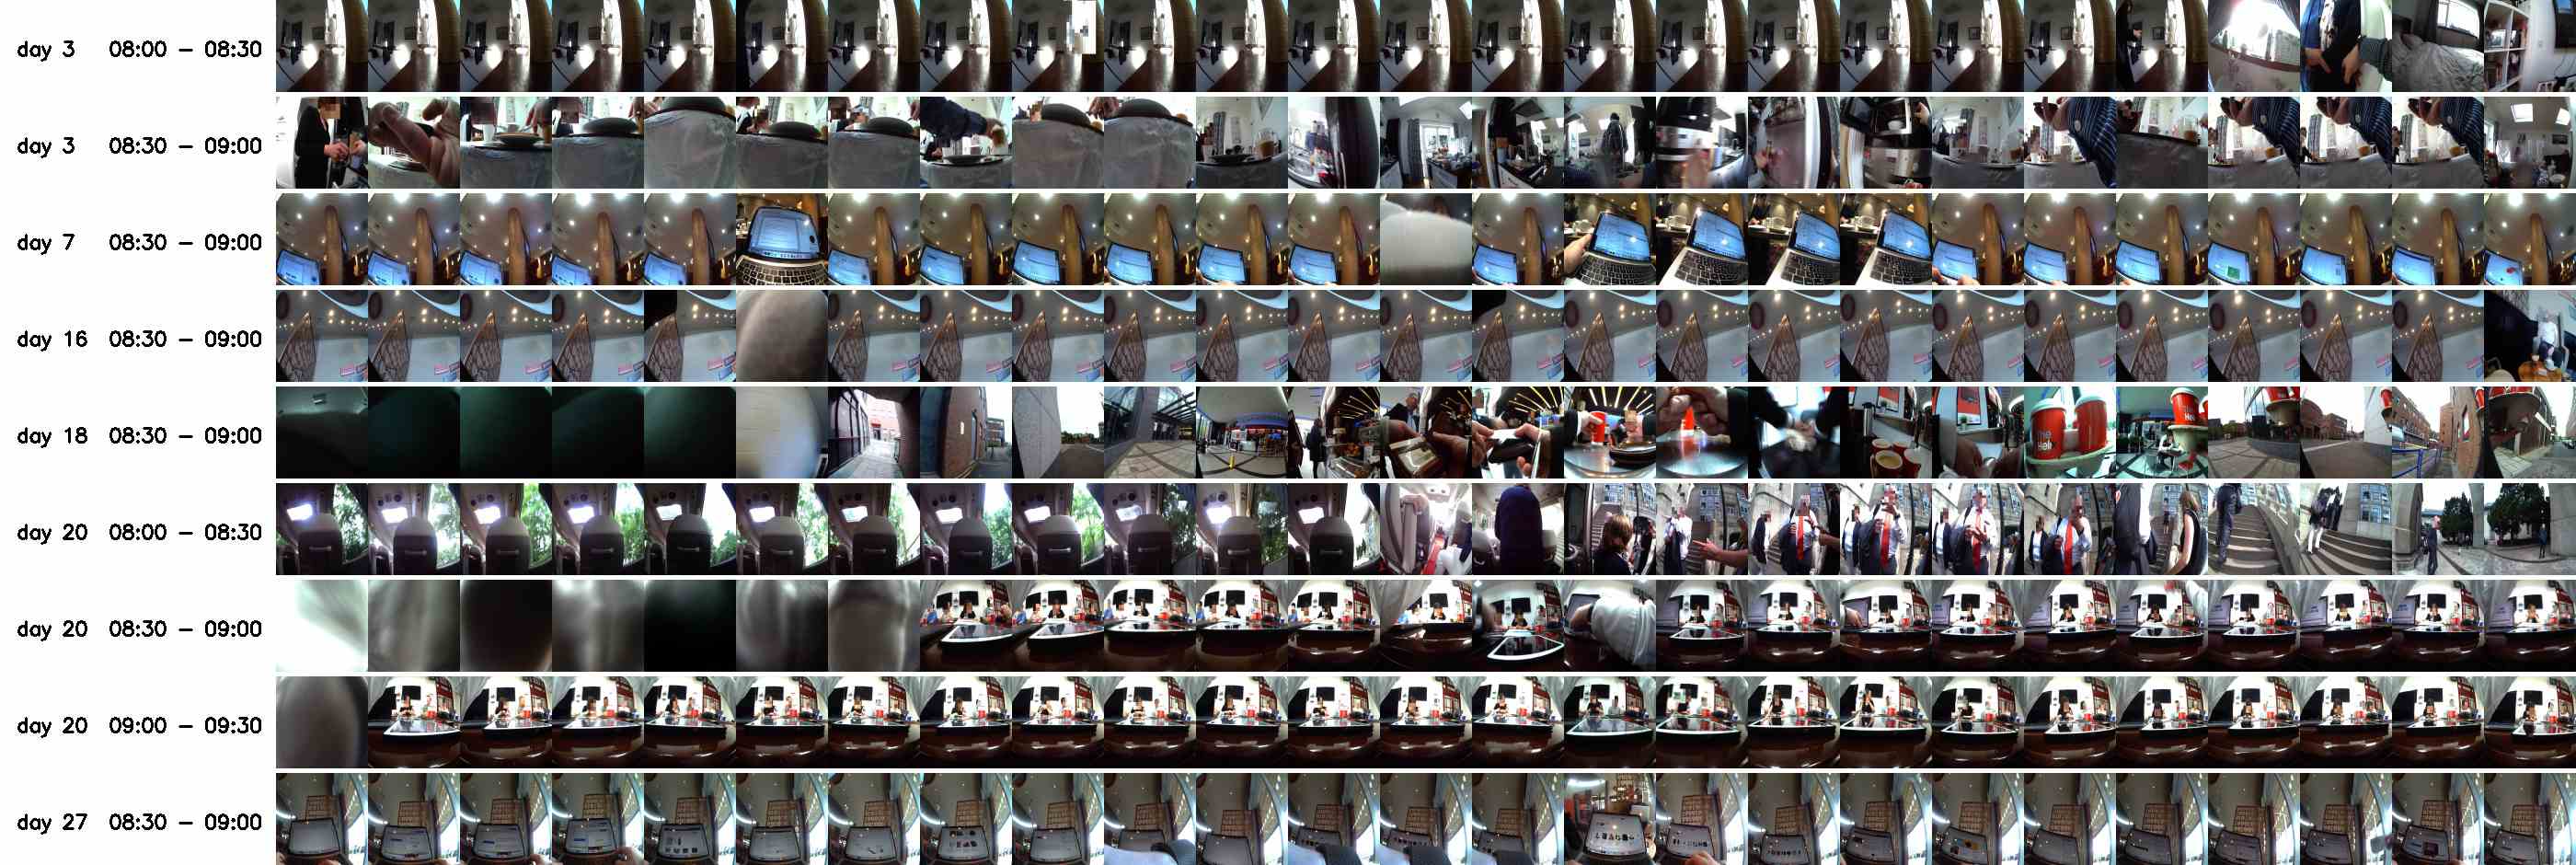 day 3 08:00 - 08:30
day 3 08:30 - 09:00
day 7 08:30 - 09:00
day 16 08:30 - 09:00
day 18 08:30 - 09:00
day 20 08:00 - 08:30
day 20 08:30 - 09:00
day 20 09:00 - 09:30
day 27 08:30 - 09:00